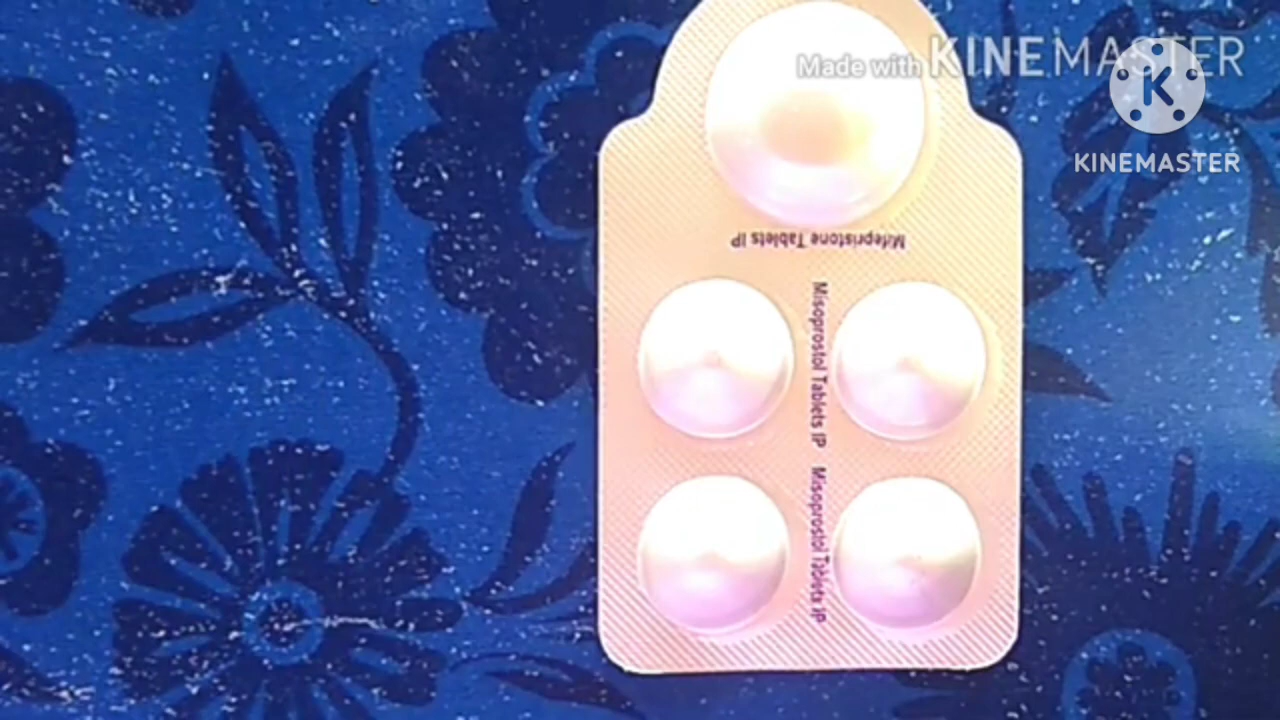 Made with KINEMASTER
KINEMASTER
Mifepristone Tablets IP
Misoprostol Tablets IP
Misoprostol Tablets IP